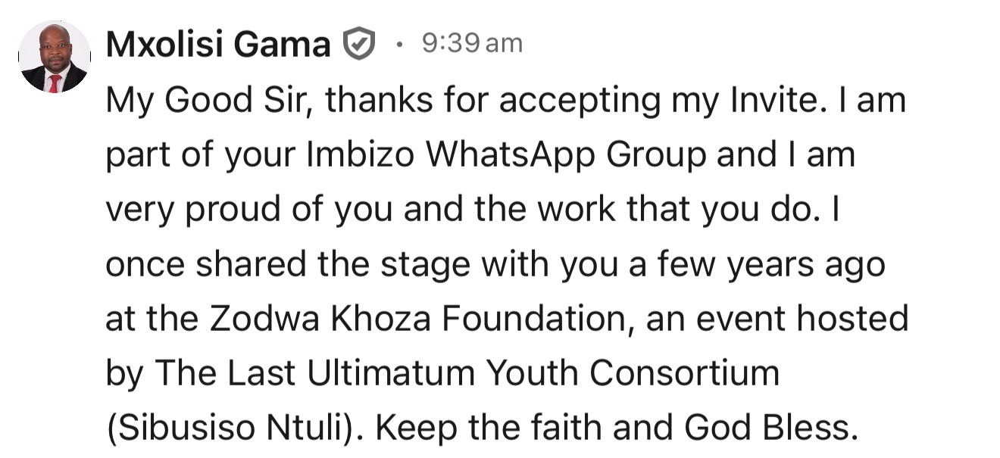 Mxolisi Gama · 9:39 am
My Good Sir, thanks for accepting my Invite. I am
part of your Imbizo WhatsApp Group and I am
very proud of you and the work that you do. I
once shared the stage with you a few years ago
at the Zodwa Khoza Foundation, an event hosted
by The Last Ultimatum Youth Consortium
(Sibusiso Ntuli). Keep the faith and God Bless.